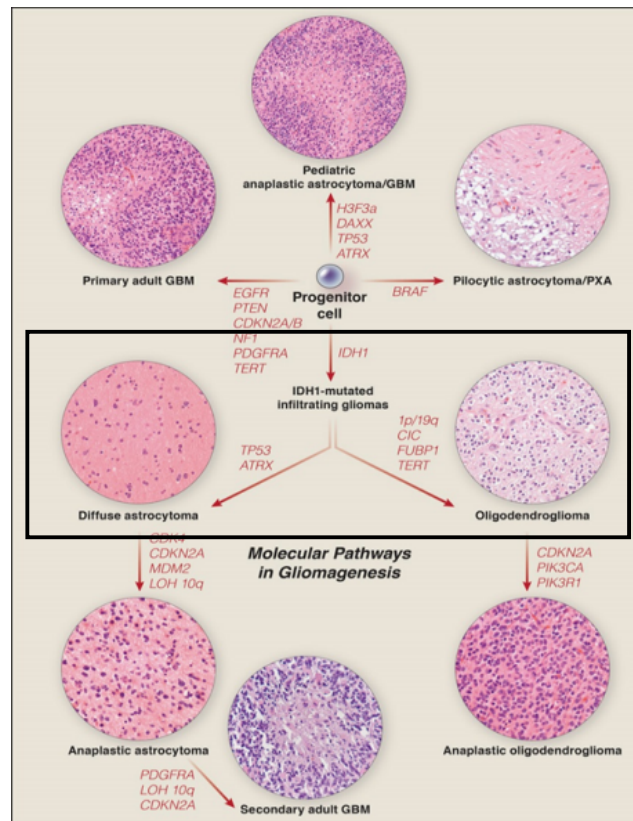 Pediatric
anaplastic astrocytoma/GBM
H3F3a
DAXX
TP53
ATRX
Primary adult GBM
Pilocytic astrocytoma/PXA
Progenitor
cell
BRAF
EGFR
PTEN
CDKN2A/B
NF1
PDGFRA
TERT
IDH1
IDH1-mutated
infiltrating gliomas
TP53
ATRX
1p/19q
CIC
FUBP1
TERT
Diffuse astrocytoma
Oligodendroglioma
CDK4
CDKN2A
MDM2
LOH 10q
Molecular Pathways
in Gliomagenesis
CDKN2A
PIK3CA
PIK3R1
Anaplastic astrocytoma
Anaplastic oligodendroglioma
PDGFRA
LOH 10q
CDKN2A
Secondary adult GBM